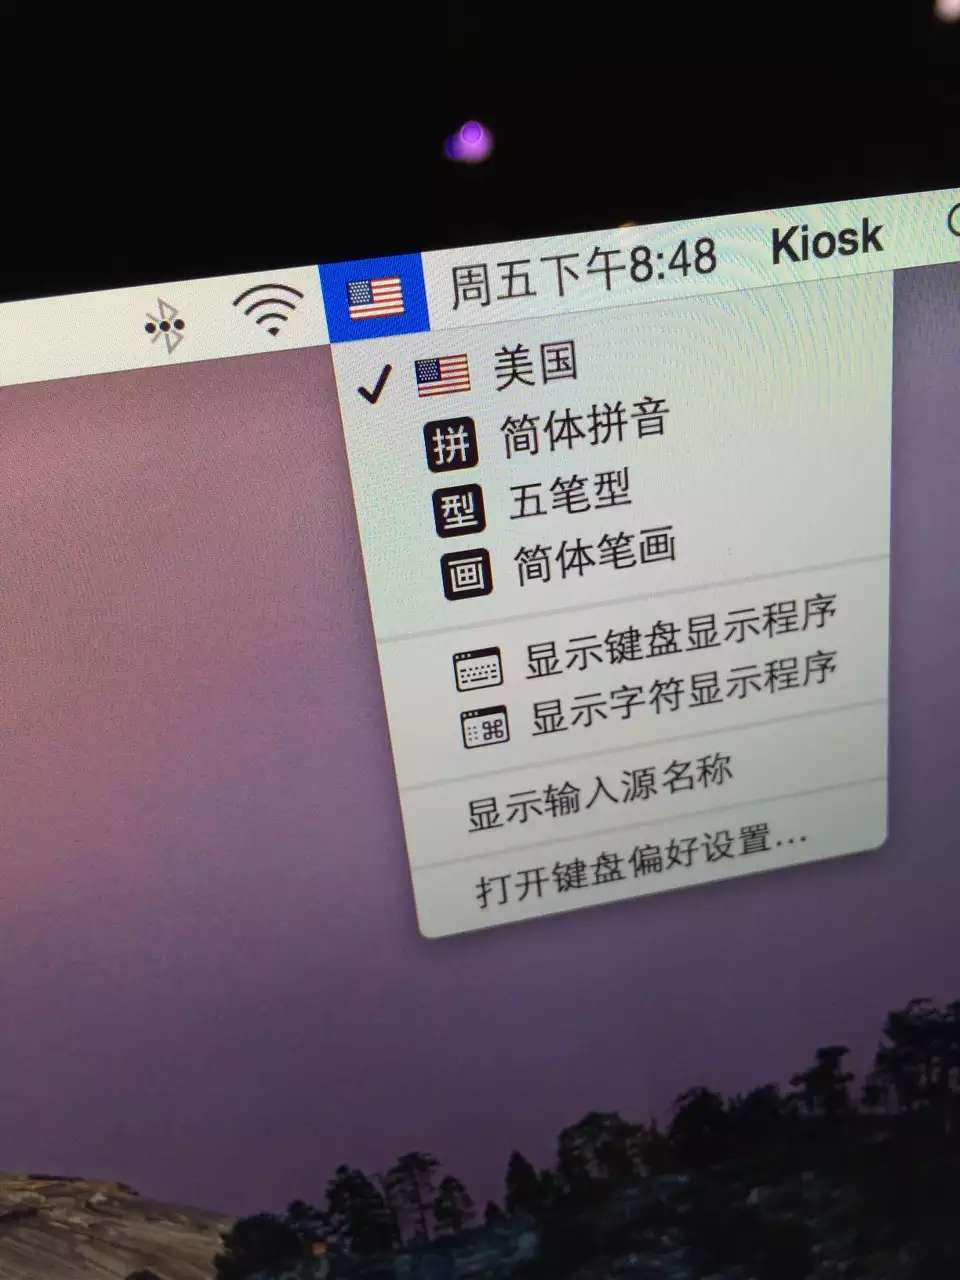 周五下午8:48 Kiosk
美国
拼 简体拼音
型 五笔型
画 简体笔画
显示键盘显示程序
显示字符显示程序
显示输入源名称
打开键盘偏好设置...